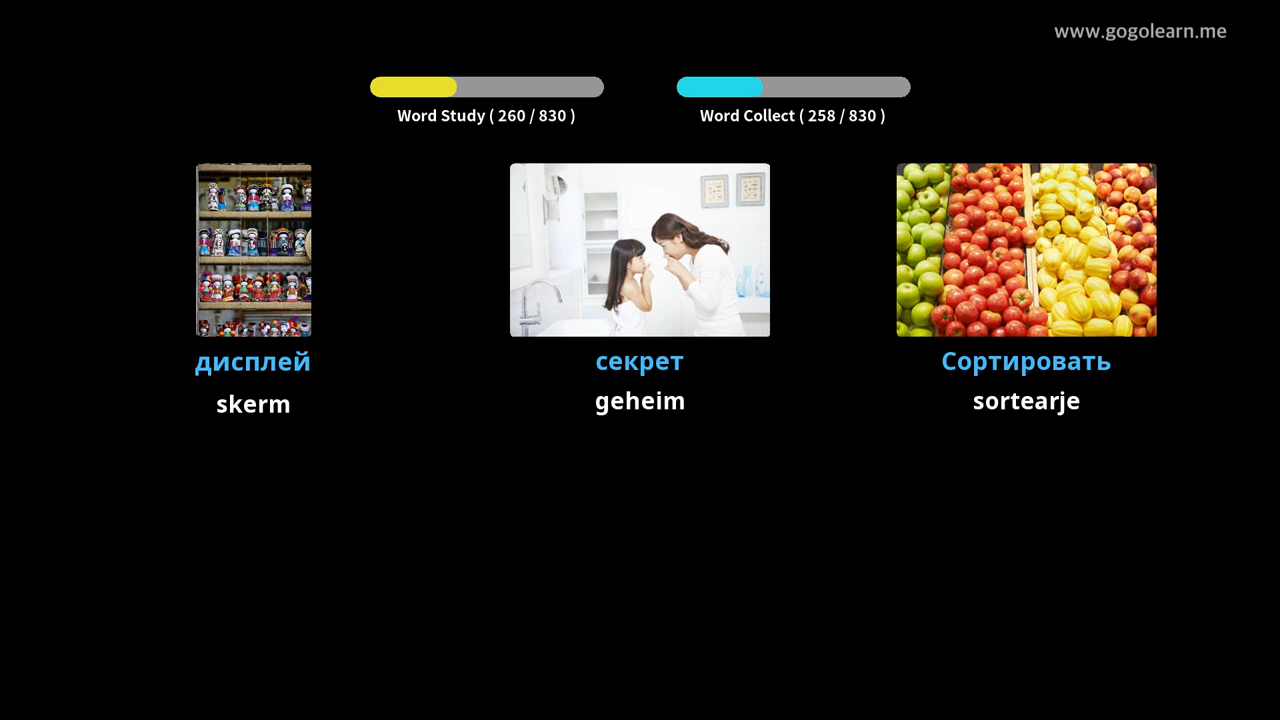 www.gogolearn.me
Word Study ( 260 / 830 )
Word Collect ( 258 / 830 )
дисплей
skerm
секрет
geheim
Сортировать
sortearje